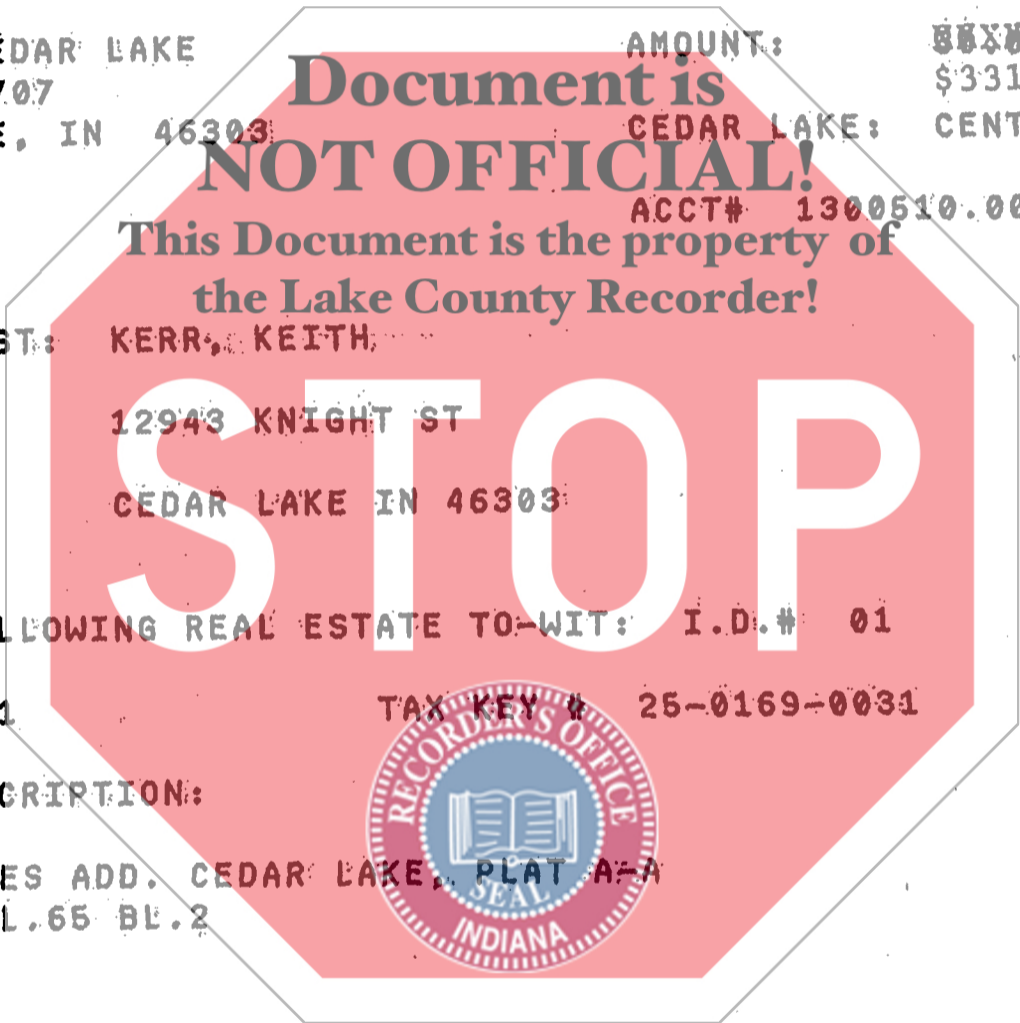 EDAR LAKE AMOUNT:
707 $331
E, IN 46303 CEDAR LAKE: CENT
ACCT# 1300510.00
Document is
NOT OFFICIAL!
This Document is the property of
the Lake County Recorder!
ST: KERR, KEITH
12943 KNIGHT ST
CEDAR LAKE IN 46303
STOP
LLOWING REAL ESTATE TO-WIT: I.D.# 01
1 TAX KEY # 25-0169-0031
CRIPTION:
ES ADD. CEDAR LAKE, PLAT A-A
L.65 BL.2
RECORDER'S OFFICE
SEAL
INDIANA